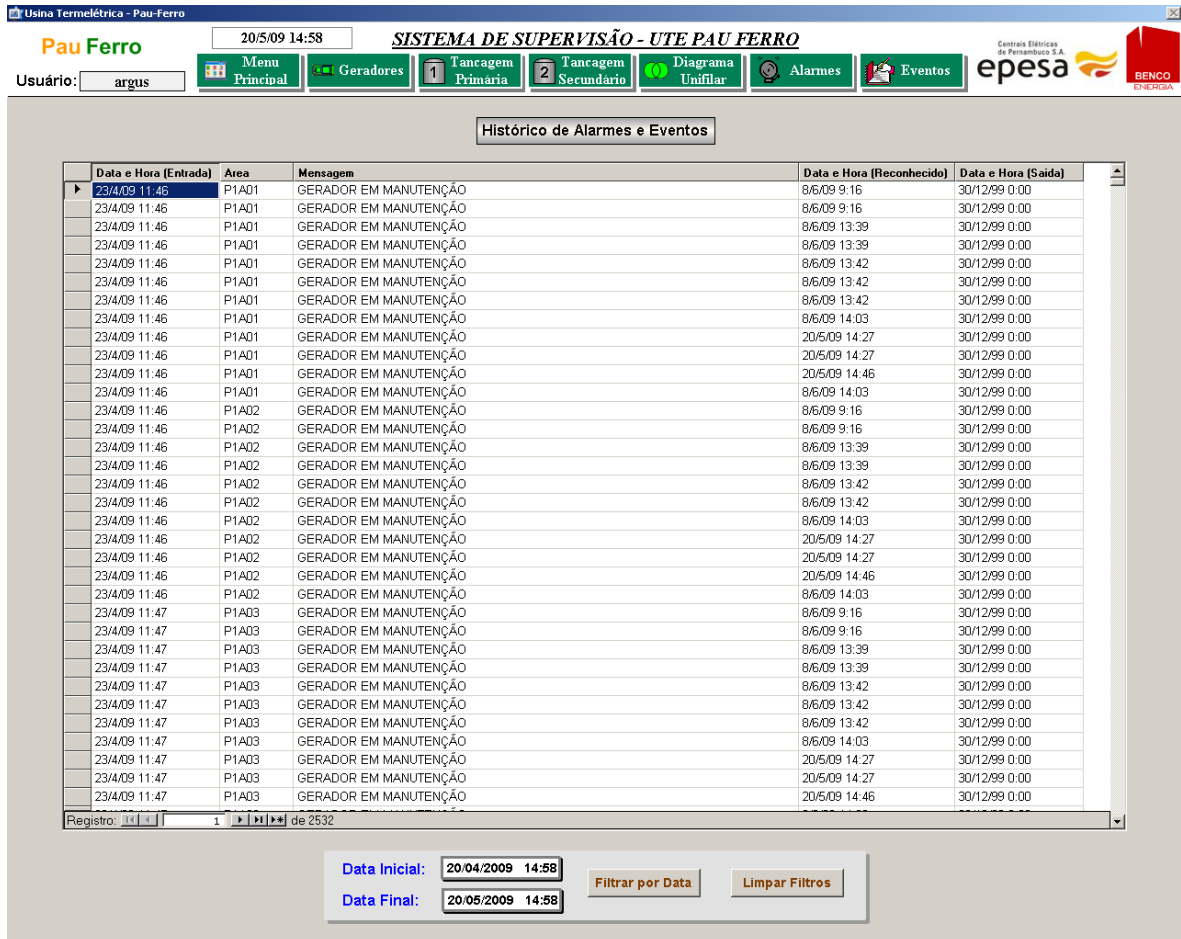 Usina Termelétrica - Pau-Ferro
Pau Ferro
20/5/09 14:58
SISTEMA DE SUPERVISÃO - UTE PAU FERRO
Usuário: argus
Menu Principal
Geradores
1 Tancagem Primária
2 Tancagem Secundário
Diagrama Unifilar
Alarmes
Eventos
Centrais Elétricas
de Pernambuco S.A.
epesa
BENCO
ENERGIA
Histórico de Alarmes e Eventos
Data e Hora (Entrada) Area Mensagem Data e Hora (Reconhecido) Data e Hora (Saida)
23/4/09 11:46 P1A01 GERADOR EM MANUTENÇÃO 8/6/09 9:16 30/12/99 0:00
23/4/09 11:46 P1A01 GERADOR EM MANUTENÇÃO 8/6/09 9:16 30/12/99 0:00
23/4/09 11:46 P1A01 GERADOR EM MANUTENÇÃO 8/6/09 13:39 30/12/99 0:00
23/4/09 11:46 P1A01 GERADOR EM MANUTENÇÃO 8/6/09 13:39 30/12/99 0:00
23/4/09 11:46 P1A01 GERADOR EM MANUTENÇÃO 8/6/09 13:42 30/12/99 0:00
23/4/09 11:46 P1A01 GERADOR EM MANUTENÇÃO 8/6/09 13:42 30/12/99 0:00
23/4/09 11:46 P1A01 GERADOR EM MANUTENÇÃO 8/6/09 13:42 30/12/99 0:00
23/4/09 11:46 P1A01 GERADOR EM MANUTENÇÃO 8/6/09 14:03 30/12/99 0:00
23/4/09 11:46 P1A01 GERADOR EM MANUTENÇÃO 20/5/09 14:27 30/12/99 0:00
23/4/09 11:46 P1A01 GERADOR EM MANUTENÇÃO 20/5/09 14:27 30/12/99 0:00
23/4/09 11:46 P1A01 GERADOR EM MANUTENÇÃO 20/5/09 14:46 30/12/99 0:00
23/4/09 11:46 P1A01 GERADOR EM MANUTENÇÃO 8/6/09 14:03 30/12/99 0:00
23/4/09 11:46 P1A02 GERADOR EM MANUTENÇÃO 8/6/09 9:16 30/12/99 0:00
23/4/09 11:46 P1A02 GERADOR EM MANUTENÇÃO 8/6/09 9:16 30/12/99 0:00
23/4/09 11:46 P1A02 GERADOR EM MANUTENÇÃO 8/6/09 13:39 30/12/99 0:00
23/4/09 11:46 P1A02 GERADOR EM MANUTENÇÃO 8/6/09 13:39 30/12/99 0:00
23/4/09 11:46 P1A02 GERADOR EM MANUTENÇÃO 8/6/09 13:42 30/12/99 0:00
23/4/09 11:46 P1A02 GERADOR EM MANUTENÇÃO 8/6/09 13:42 30/12/99 0:00
23/4/09 11:46 P1A02 GERADOR EM MANUTENÇÃO 8/6/09 14:03 30/12/99 0:00
23/4/09 11:46 P1A02 GERADOR EM MANUTENÇÃO 20/5/09 14:27 30/12/99 0:00
23/4/09 11:46 P1A02 GERADOR EM MANUTENÇÃO 20/5/09 14:27 30/12/99 0:00
23/4/09 11:46 P1A02 GERADOR EM MANUTENÇÃO 20/5/09 14:46 30/12/99 0:00
23/4/09 11:46 P1A02 GERADOR EM MANUTENÇÃO 8/6/09 14:03 30/12/99 0:00
23/4/09 11:47 P1A03 GERADOR EM MANUTENÇÃO 8/6/09 9:16 30/12/99 0:00
23/4/09 11:47 P1A03 GERADOR EM MANUTENÇÃO 8/6/09 9:16 30/12/99 0:00
23/4/09 11:47 P1A03 GERADOR EM MANUTENÇÃO 8/6/09 13:39 30/12/99 0:00
23/4/09 11:47 P1A03 GERADOR EM MANUTENÇÃO 8/6/09 13:39 30/12/99 0:00
23/4/09 11:47 P1A03 GERADOR EM MANUTENÇÃO 8/6/09 13:42 30/12/99 0:00
23/4/09 11:47 P1A03 GERADOR EM MANUTENÇÃO 8/6/09 13:42 30/12/99 0:00
23/4/09 11:47 P1A03 GERADOR EM MANUTENÇÃO 8/6/09 13:42 30/12/99 0:00
23/4/09 11:47 P1A03 GERADOR EM MANUTENÇÃO 8/6/09 14:03 30/12/99 0:00
23/4/09 11:47 P1A03 GERADOR EM MANUTENÇÃO 20/5/09 14:27 30/12/99 0:00
23/4/09 11:47 P1A03 GERADOR EM MANUTENÇÃO 20/5/09 14:27 30/12/99 0:00
23/4/09 11:47 P1A03 GERADOR EM MANUTENÇÃO 20/5/09 14:46 30/12/99 0:00
Registro: 1 de 2532
Data Inicial: 20/04/2009 14:58
Filtrar por Data
Limpar Filtros
Data Final: 20/05/2009 14:58